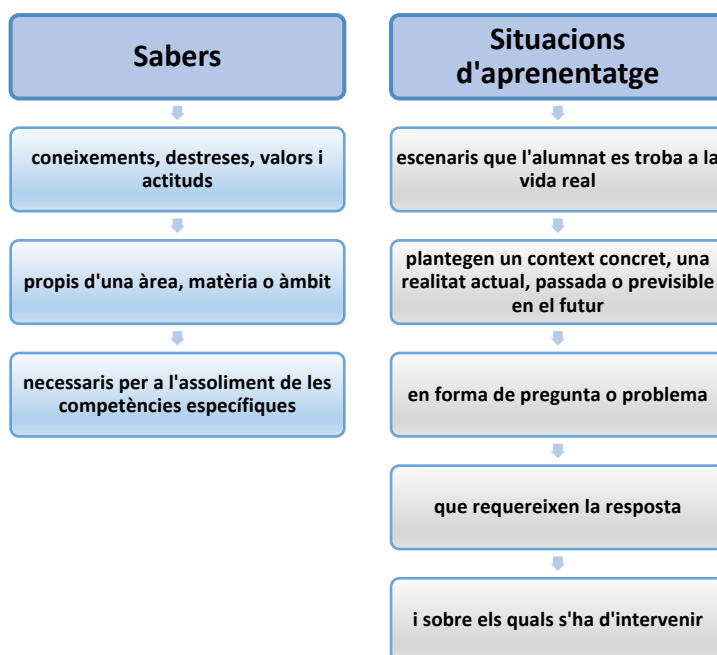 Sabers
coneixements, destreses, valors i
actituds
propis d'una àrea, matèria o àmbit
necessaris per a l'assoliment de les
competències específiques
Situacions
d'aprenentatge
escenaris que l'alumnat es troba a la
vida real
plantegen un context concret, una
realitat actual, passada o previsible
en el futur
en forma de pregunta o problema
que requereixen la resposta
i sobre els quals s'ha d'intervenir